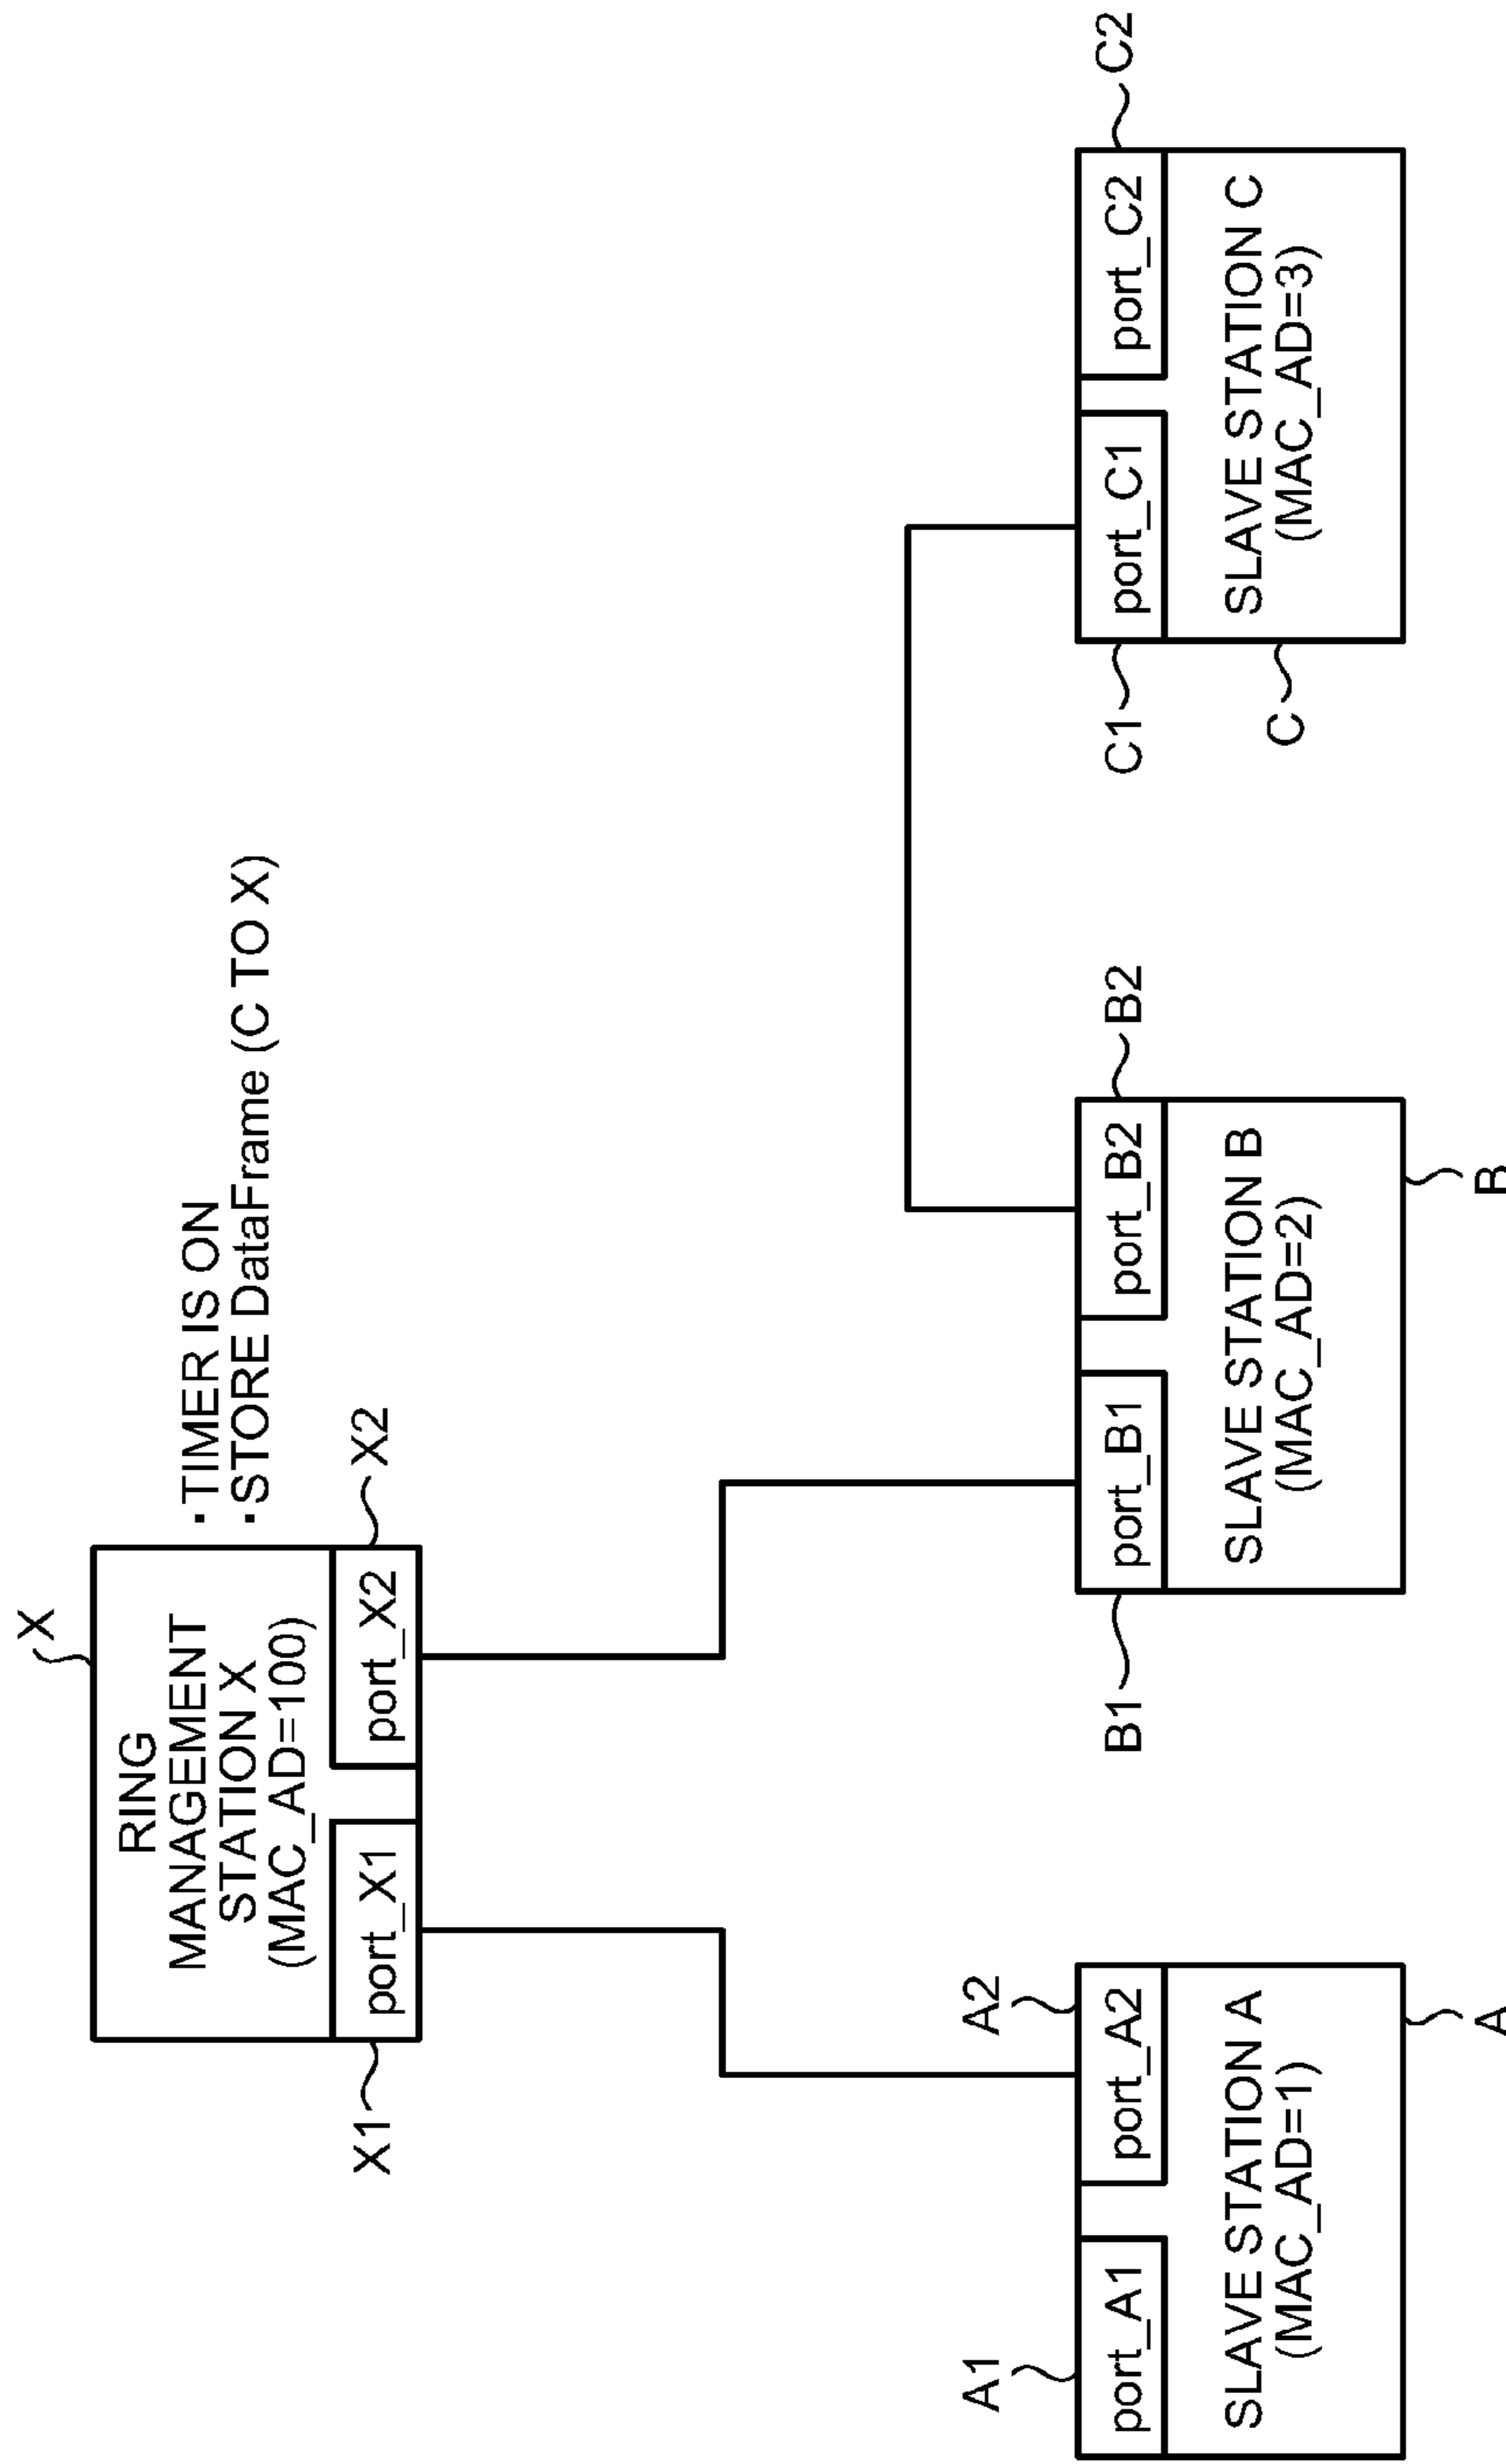 X
RING
MANAGEMENT
STATION X
(MAC_AD=100)
·TIMER IS ON
·STORE DataFrame (C TO X)
X1
port_X1
port_X2
X2
A1
A2
port_A1
port_A2
SLAVE STATION A
(MAC_AD=1)
A
B1
port_B1
port_B2
B2
SLAVE STATION B
(MAC_AD=2)
B
C1
port_C1
port_C2
C2
SLAVE STATION C
(MAC_AD=3)
C